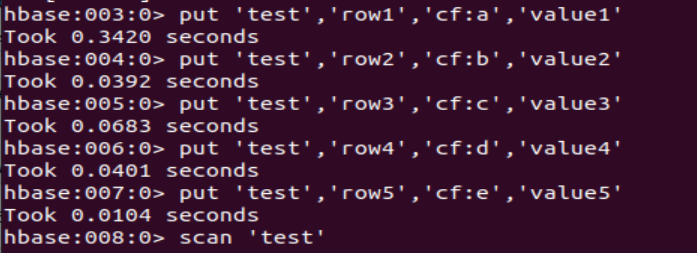 hbase:003:0> put 'test','row1','cf:a','value1'
Took 0.3420 seconds
hbase:004:0> put 'test','row2','cf:b','value2'
Took 0.0392 seconds
hbase:005:0> put 'test','row3','cf:c','value3'
Took 0.0683 seconds
hbase:006:0> put 'test','row4','cf:d','value4'
Took 0.0401 seconds
hbase:007:0> put 'test','row5','cf:e','value5'
Took 0.0104 seconds
hbase:008:0> scan 'test'